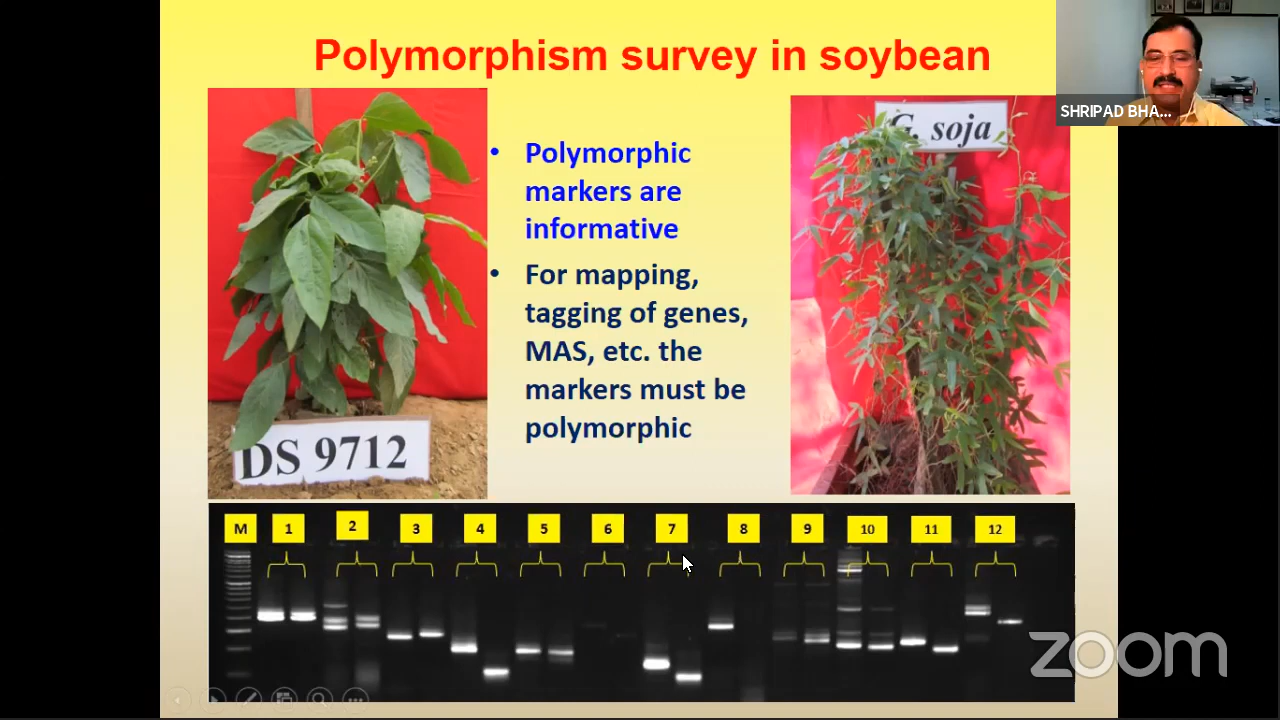 Polymorphism survey in soybean
SHRIPAD BHA...
G. soja
• Polymorphic
markers are
informative
• For mapping,
tagging of genes,
MAS, etc. the
markers must be
polymorphic
DS 9712
M 1 2 3 4 5 6 7 8 9 10 11 12
zoom